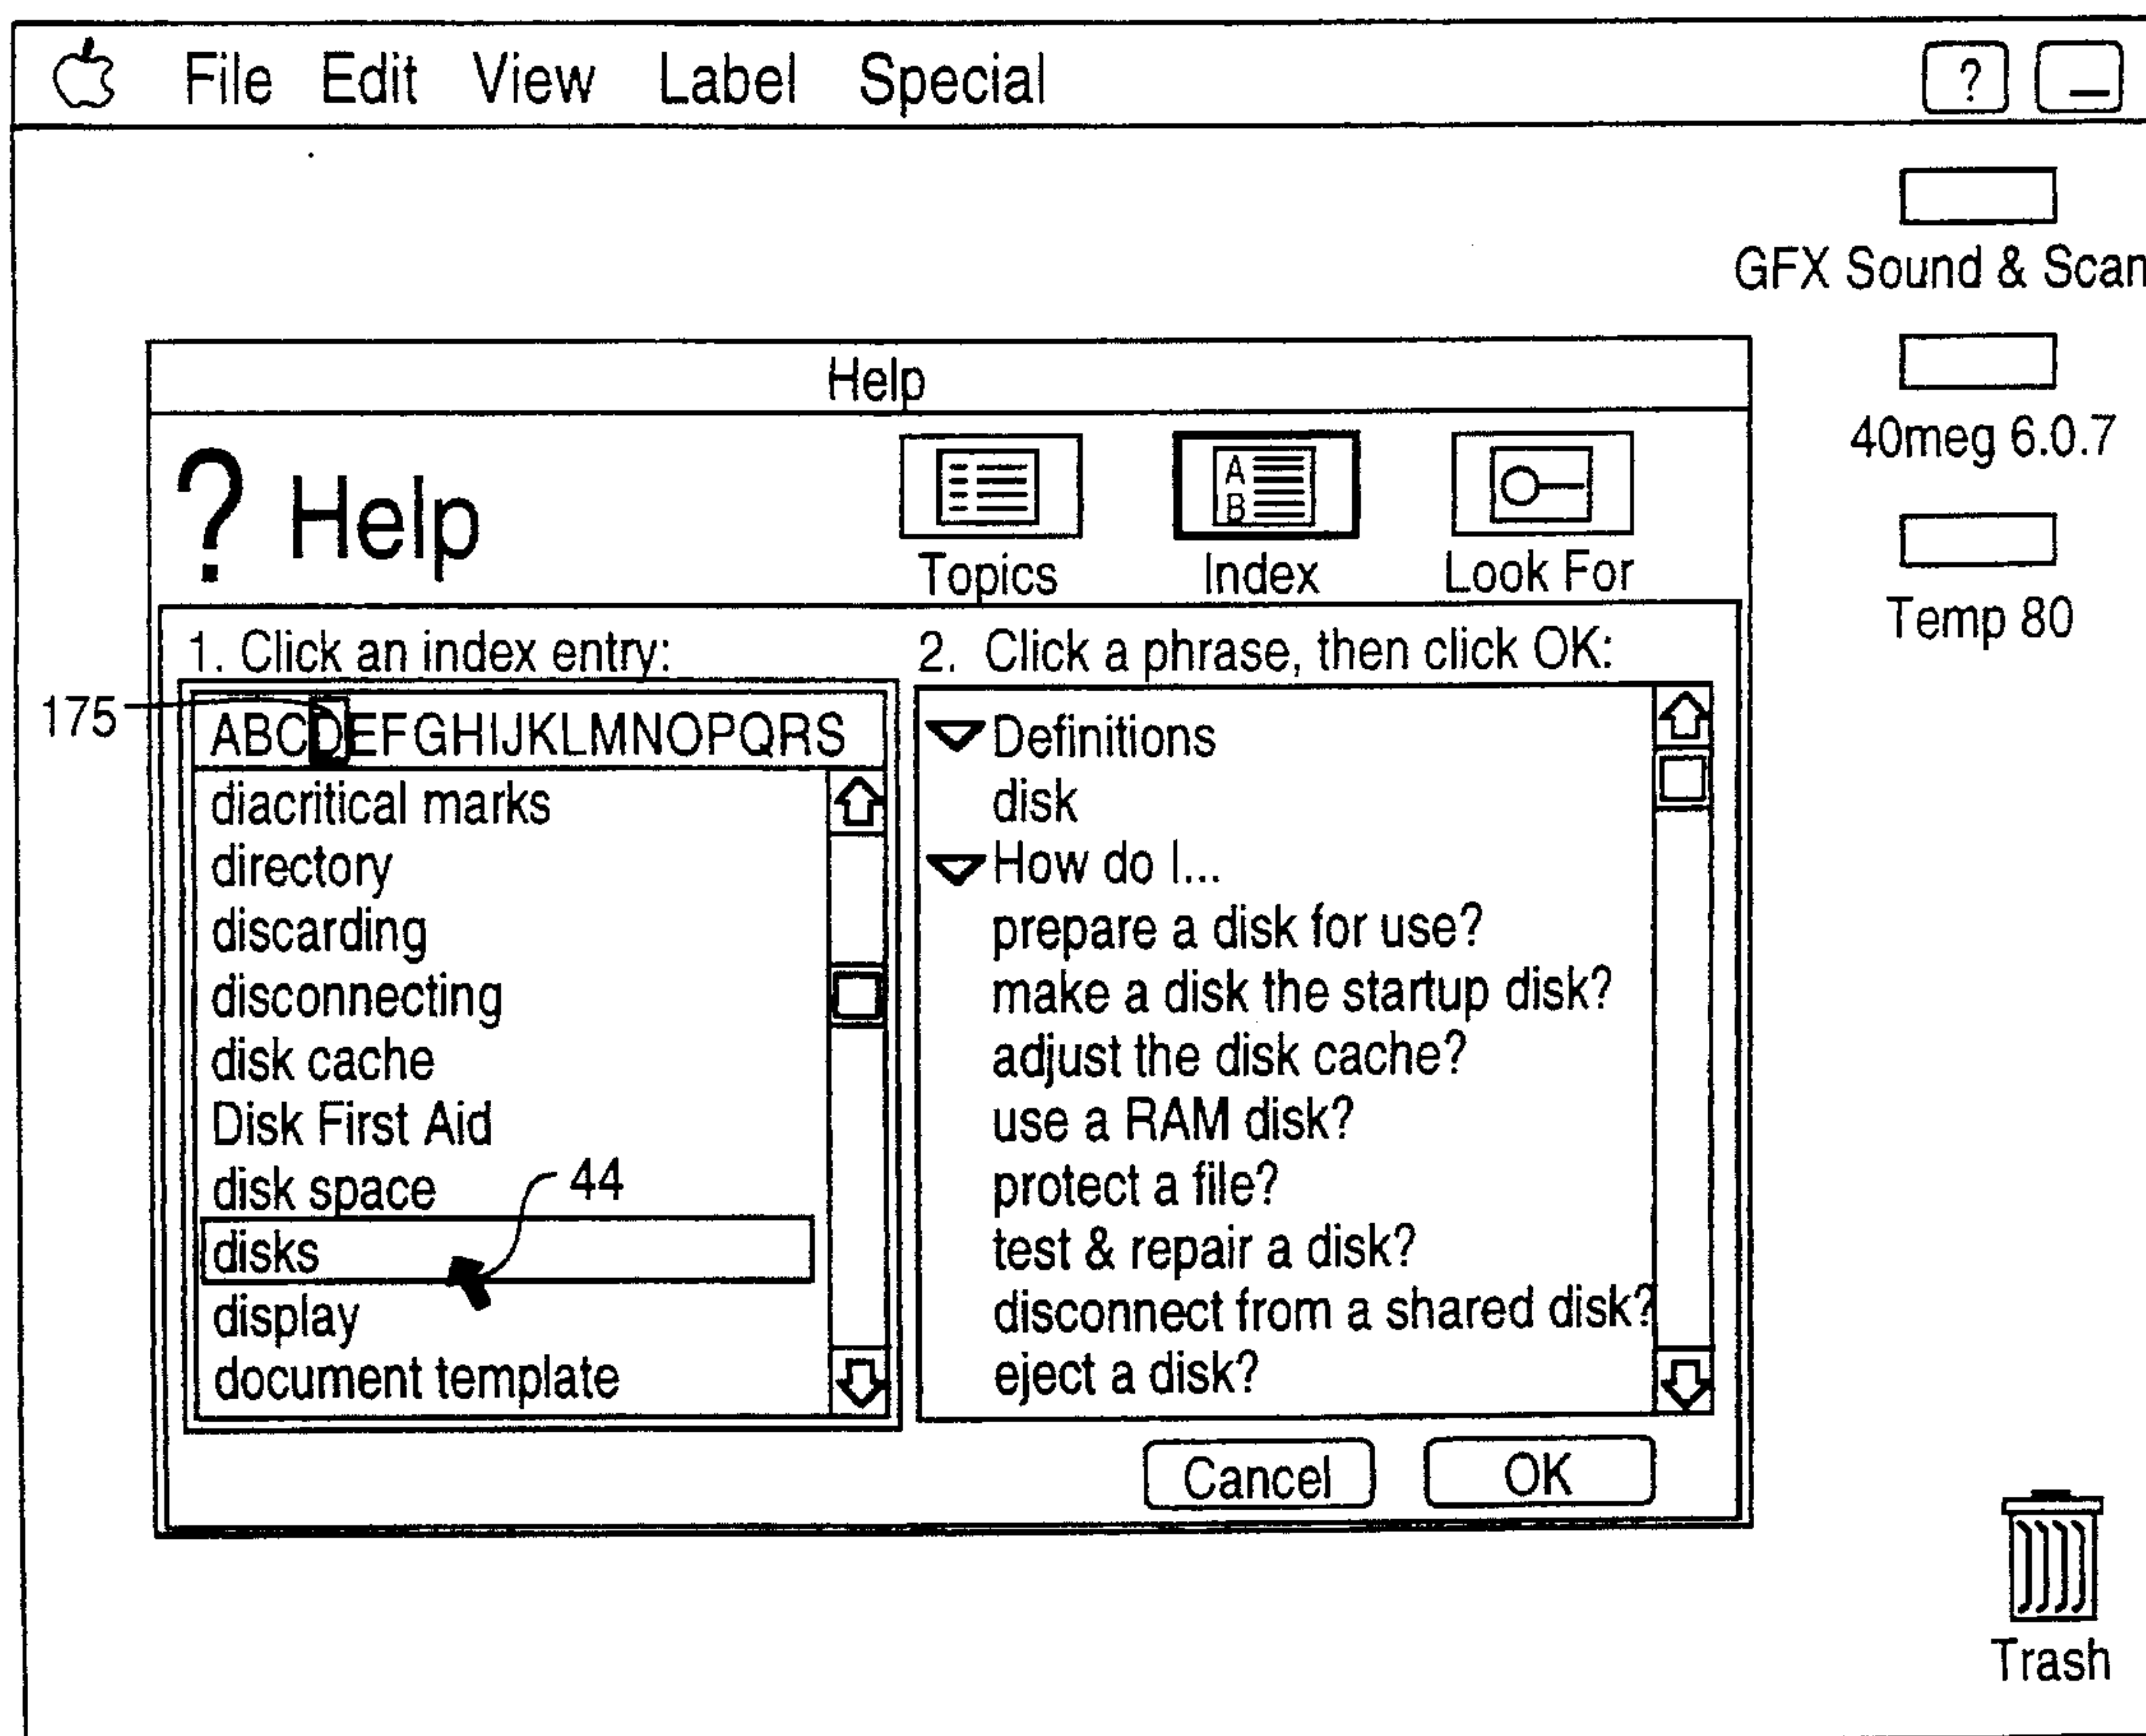 File Edit View Label Special ?
GFX Sound & Scan
40meg 6.0.7
Temp 80
Help
? Help
A
B
Topics Index Look For
1. Click an index entry:
175
ABCDEFGHIJKLMNOPQRS
diacritical marks
directory
discarding
disconnecting
disk cache
Disk First Aid
disk space
44
disks
display
document template
2. Click a phrase, then click OK:
Definitions
disk
How do I...
prepare a disk for use?
make a disk the startup disk?
adjust the disk cache?
use a RAM disk?
protect a file?
test & repair a disk?
disconnect from a shared disk?
eject a disk?
Cancel OK
Trash